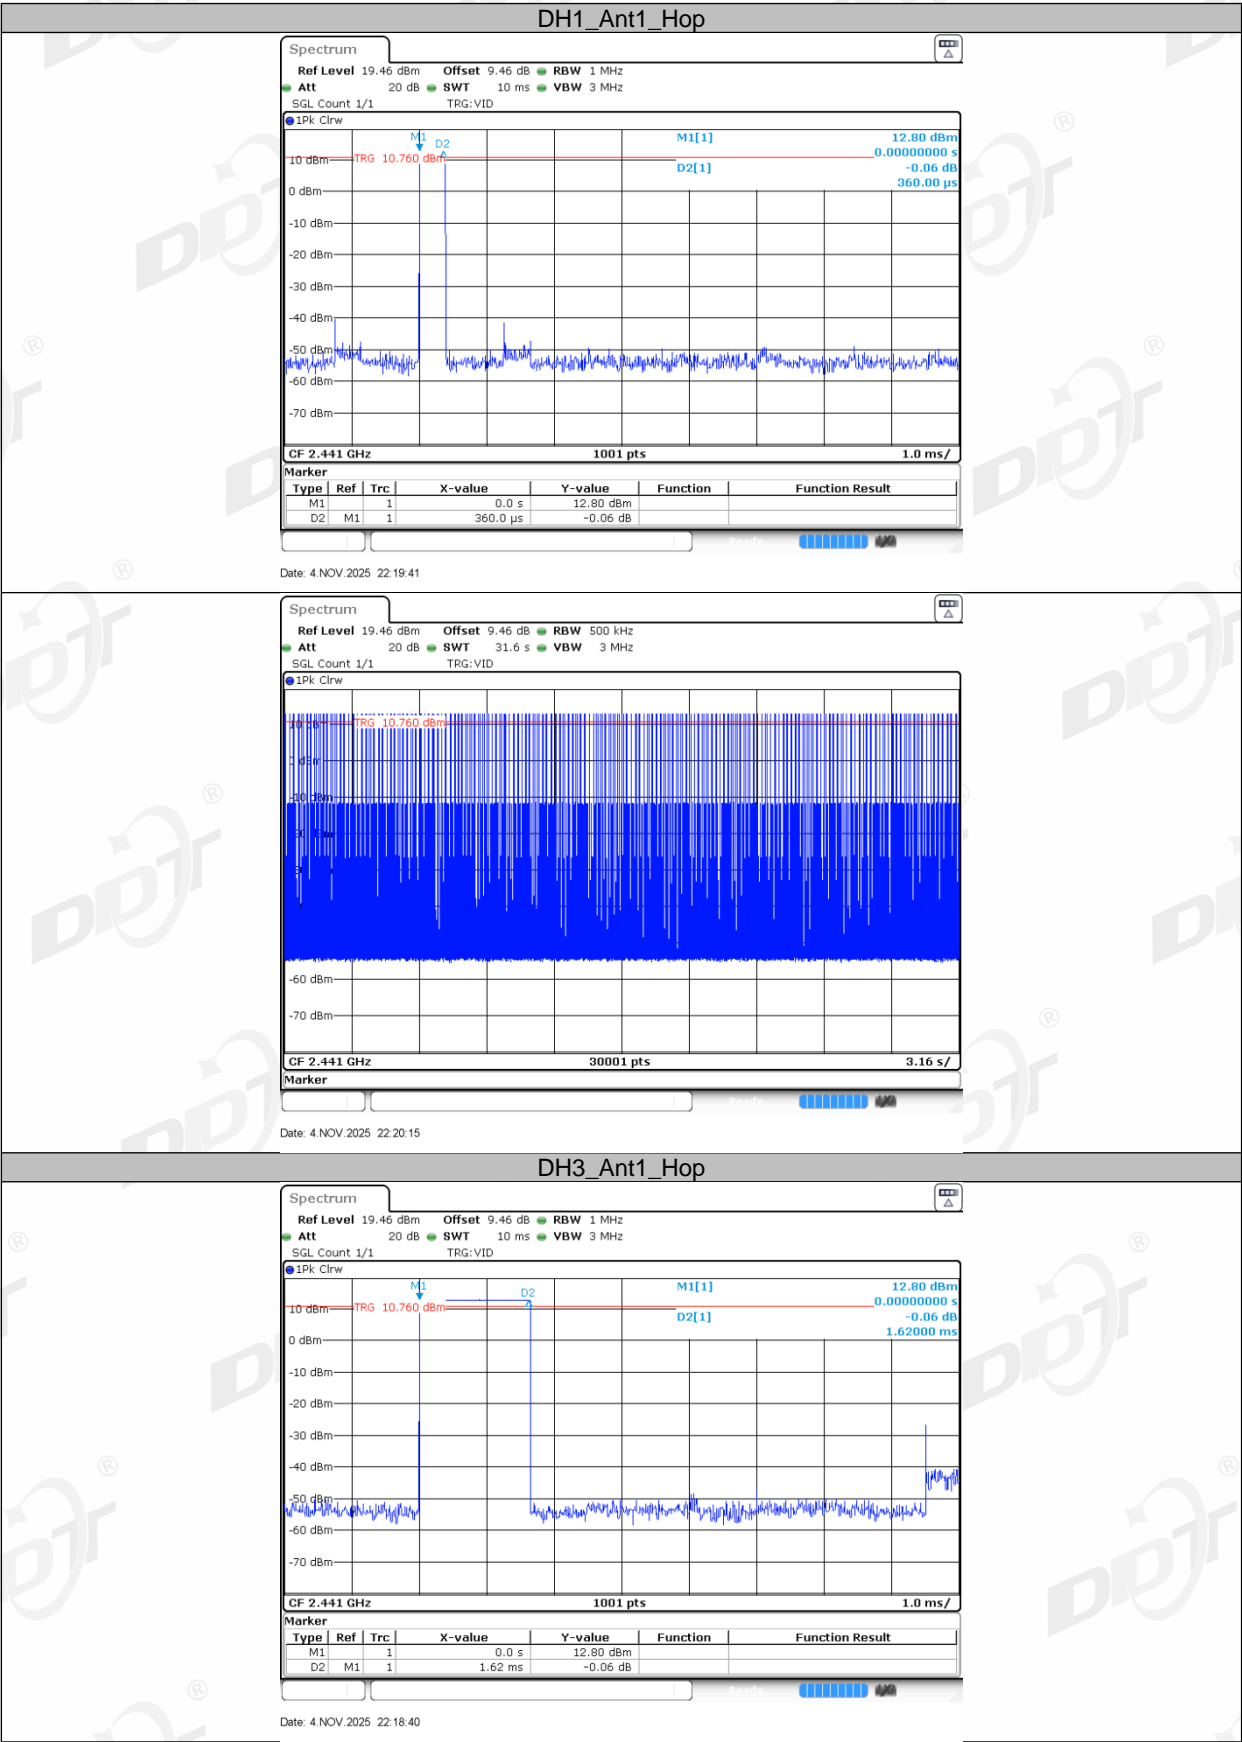 DH1_Ant1_Hop
Spectrum
Ref Level 19.46 dBm Offset 9.46 dB RBW 1 MHz
Att 20 dB SWT 10 ms VBW 3 MHz
SGL Count 1/1 TRG:VID
1Pk Clrw
M1[1] 12.80 dBm
0.00000000 s
D2[1] -0.06 dB
360.00 µs
M1
D2
10 dBm
TRG 10.760 dBm
0 dBm
-10 dBm
-20 dBm
-30 dBm
-40 dBm
-50 dBm
-60 dBm
-70 dBm
CF 2.441 GHz 1001 pts 1.0 ms/
Marker
Type Ref Trc X-value Y-value Function Function Result
M1 1 0.0 s 12.80 dBm
D2 M1 1 360.0 µs -0.06 dB
Ready
Date: 4.NOV.2025 22:19:41
Spectrum
Ref Level 19.46 dBm Offset 9.46 dB RBW 500 kHz
Att 20 dB SWT 31.6 s VBW 3 MHz
SGL Count 1/1 TRG:VID
1Pk Clrw
TRG 10.760 dBm
-60 dBm
-70 dBm
CF 2.441 GHz 30001 pts 3.16 s/
Marker
Ready
Date: 4.NOV.2025 22:20:15
DH3_Ant1_Hop
Spectrum
Ref Level 19.46 dBm Offset 9.46 dB RBW 1 MHz
Att 20 dB SWT 10 ms VBW 3 MHz
SGL Count 1/1 TRG:VID
1Pk Clrw
M1[1] 12.80 dBm
0.00000000 s
D2[1] -0.06 dB
1.62000 ms
M1
D2
10 dBm
TRG 10.760 dBm
0 dBm
-10 dBm
-20 dBm
-30 dBm
-40 dBm
-50 dBm
-60 dBm
-70 dBm
CF 2.441 GHz 1001 pts 1.0 ms/
Marker
Type Ref Trc X-value Y-value Function Function Result
M1 1 0.0 s 12.80 dBm
D2 M1 1 1.62 ms -0.06 dB
Ready
Date: 4.NOV.2025 22:18:40
DDT
®